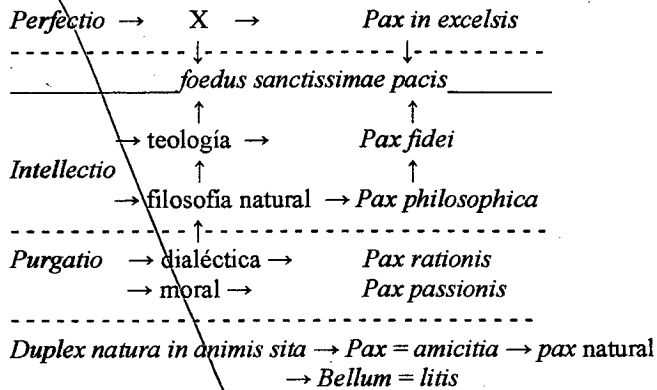 Perfectio → X → Pax in excelsis
↓ ↓
foedus sanctissimae pacis
↑ ↑
→ teología → Pax fidei
Intellectio ↑ ↑
→ filosofía natural → Pax philosophica
↑
Purgatio → dialéctica → Pax rationis
→ moral → Pax passionis
Duplex natura in animis sita → Pax = amicitia → pax natural
→ Bellum = litis